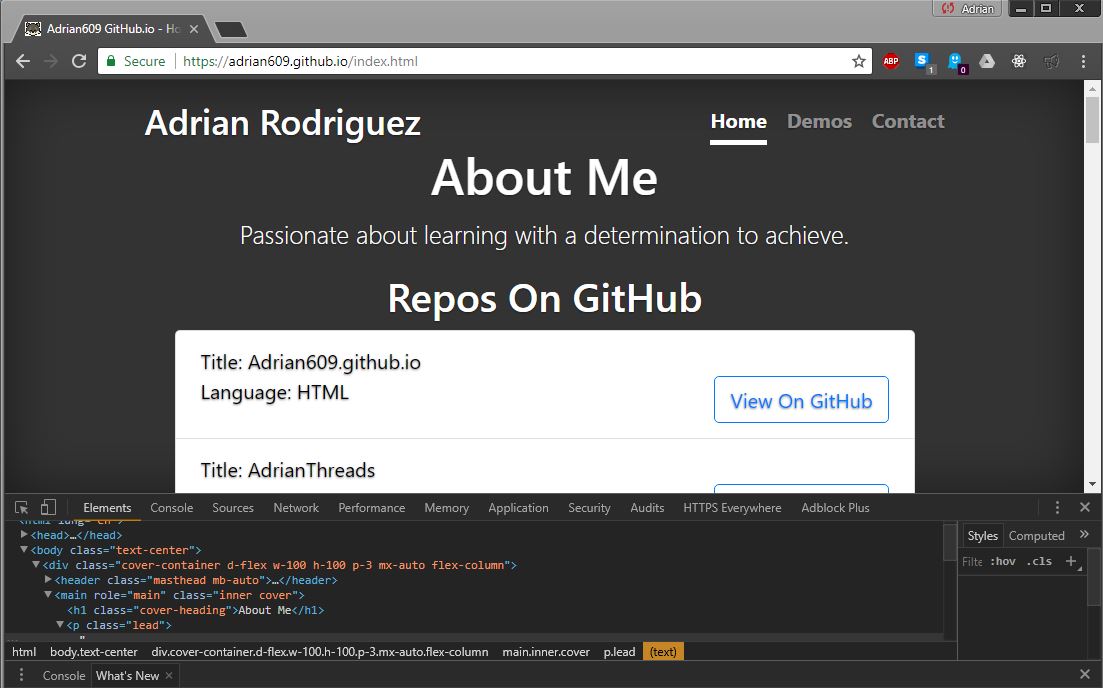 Adrian
Adrian609 GitHub.io - Ho
Secure https://adrian609.github.io/index.html
ABP
1
0
Adrian Rodriguez
Home Demos Contact
About Me
Passionate about learning with a determination to achieve.
Repos On GitHub
Title: Adrian609.github.io
Language: HTML
View On GitHub
Title: AdrianThreads
Elements Console Sources Network Performance Memory Application Security Audits HTTPS Everywhere Adblock Plus
<html lang="en">
<head>…</head>
<body class="text-center">
<div class="cover-container d-flex w-100 h-100 p-3 mx-auto flex-column">
<header class="masthead mb-auto">…</header>
<main role="main" class="inner cover">
<h1 class="cover-heading">About Me</h1>
<p class="lead">
... "
Styles Computed »
Filte :hov .cls +
html body.text-center div.cover-container.d-flex.w-100.h-100.p-3.mx-auto.flex-column main.inner.cover p.lead (text)
Console What's New